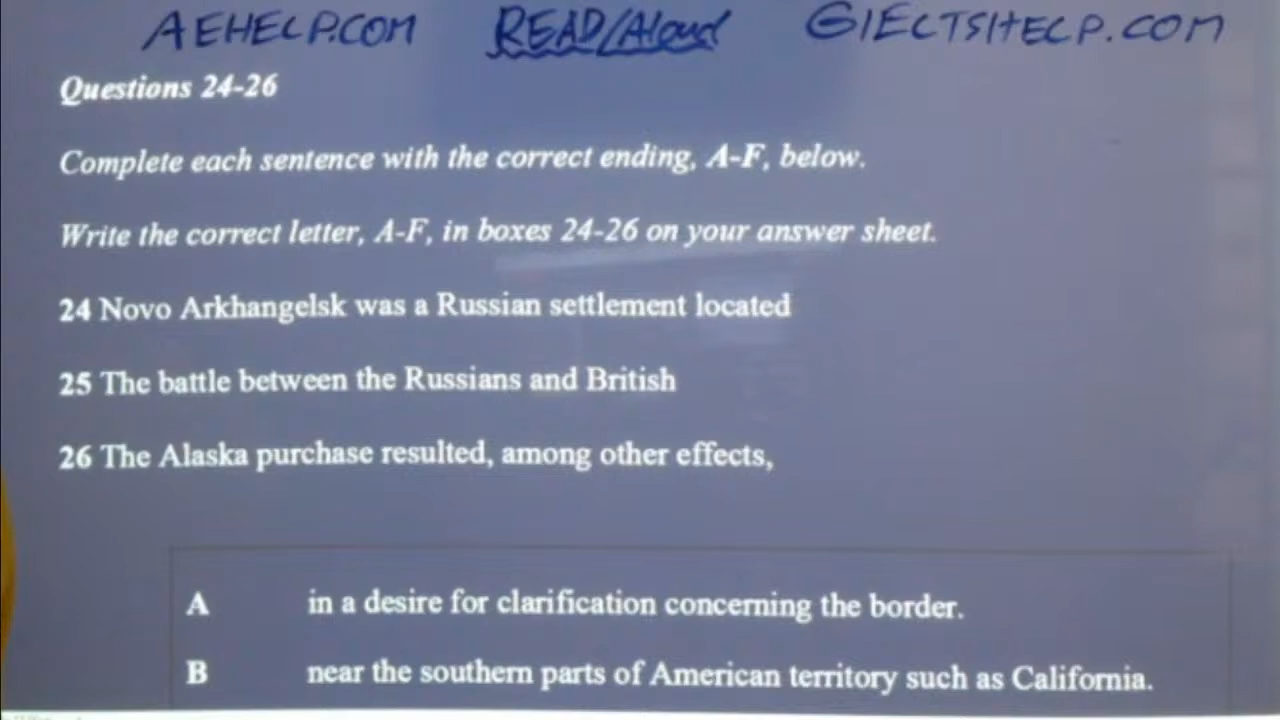 AEHELP.COM READ/Aloud GIELTSHELP.COM
Questions 24-26
Complete each sentence with the correct ending, A-F, below.
Write the correct letter, A-F, in boxes 24-26 on your answer sheet.
24 Novo Arkhangelsk was a Russian settlement located
25 The battle between the Russians and British
26 The Alaska purchase resulted, among other effects,
A in a desire for clarification concerning the border.
B near the southern parts of American territory such as California.